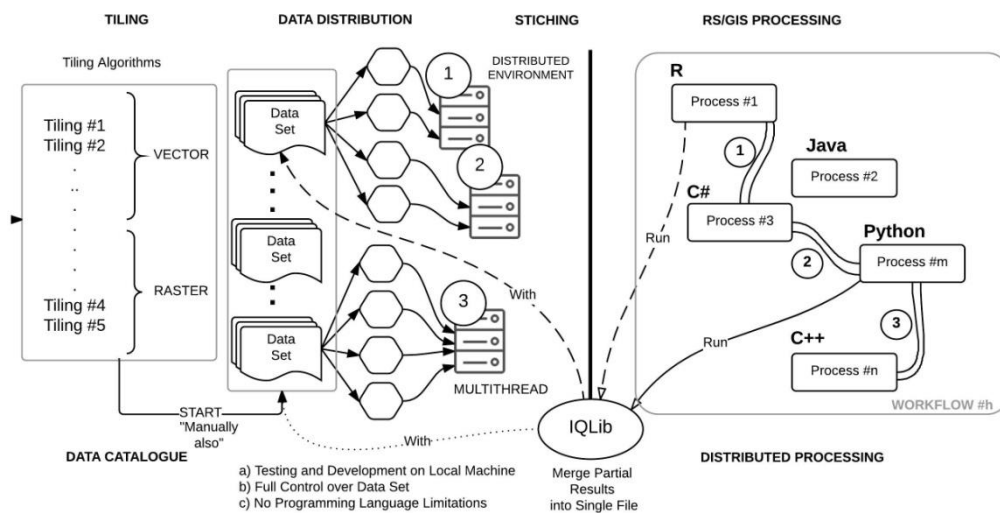 TILING
DATA DISTRIBUTION
STICHING
RS/GIS PROCESSING
Tiling Algorithms
Tiling #1
Tiling #2
.
..
.
.
.
.
Tiling #4
Tiling #5
VECTOR
RASTER
Data
Set
Data
Set
Data
Set
1
2
3
DISTRIBUTED
ENVIRONMENT
MULTITHREAD
START
"Manually
also"
With
With
Run
Run
R
Process #1
1
Java
Process #2
C#
Process #3
2
Python
Process #m
3
C++
Process #n
WORKFLOW #h
IQLib
Merge Partial
Results
into Single File
DATA CATALOGUE
a) Testing and Development on Local Machine
b) Full Control over Data Set
c) No Programming Language Limitations
DISTRIBUTED PROCESSING